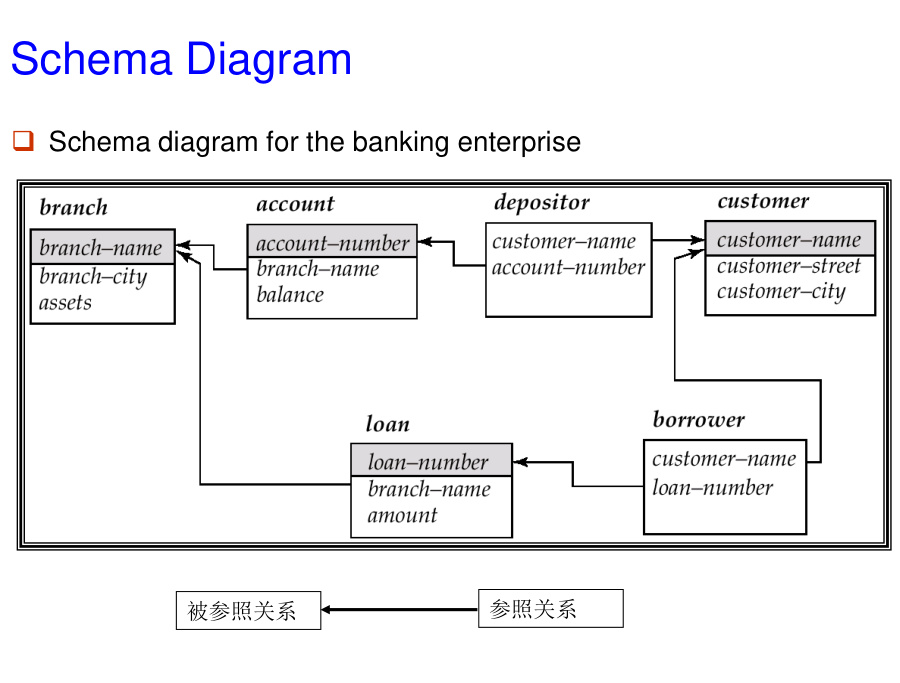 Schema Diagram
Schema diagram for the banking enterprise
branch
branch–name
branch–city
assets
account
account–number
branch–name
balance
depositor
customer–name
account–number
customer
customer–name
customer–street
customer–city
loan
loan–number
branch–name
amount
borrower
customer–name
loan–number
被参照关系
参照关系